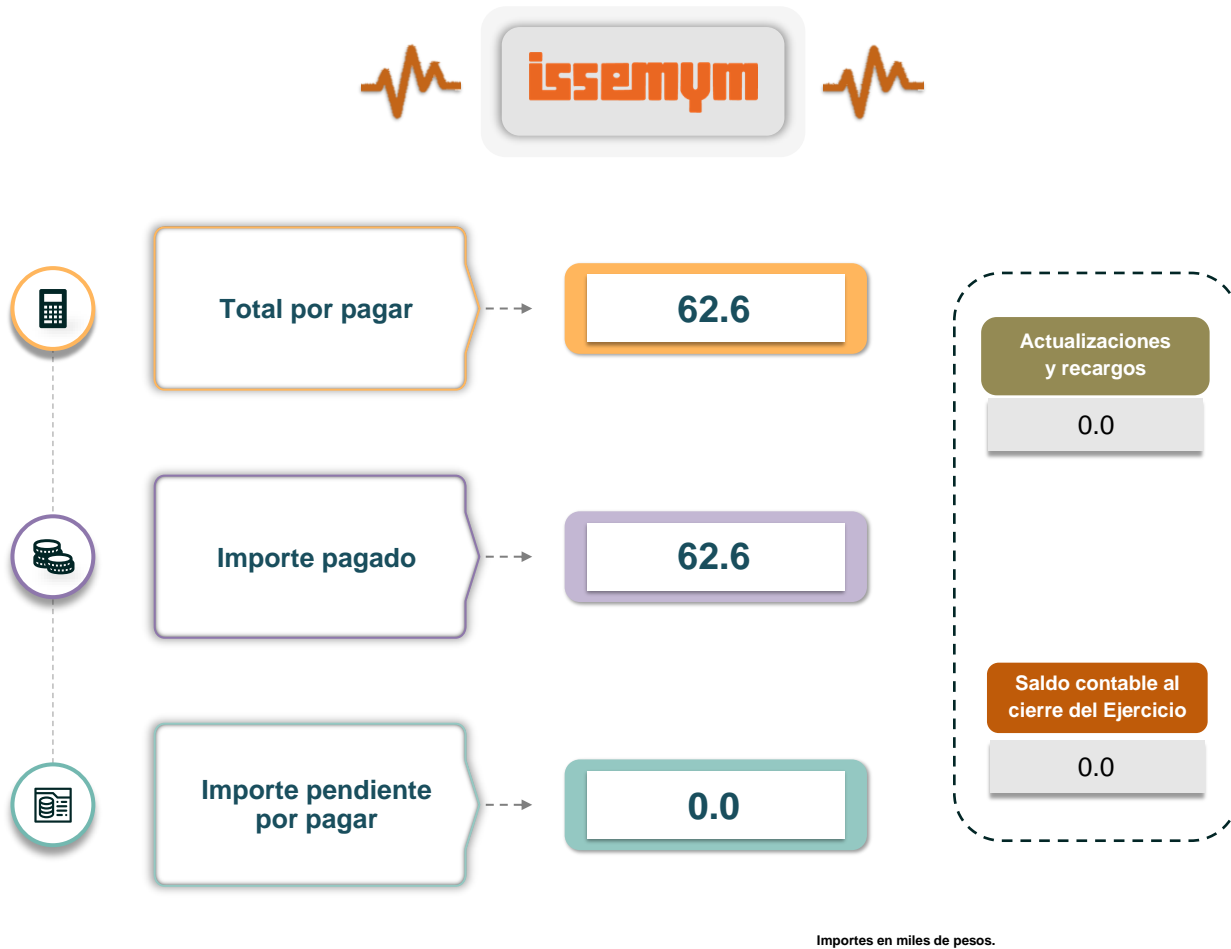 issemym
Total por pagar
62.6
Actualizaciones
y recargos
0.0
Importe pagado
62.6
Saldo contable al
cierre del Ejercicio
0.0
Importe pendiente
por pagar
0.0
Importes en miles de pesos.